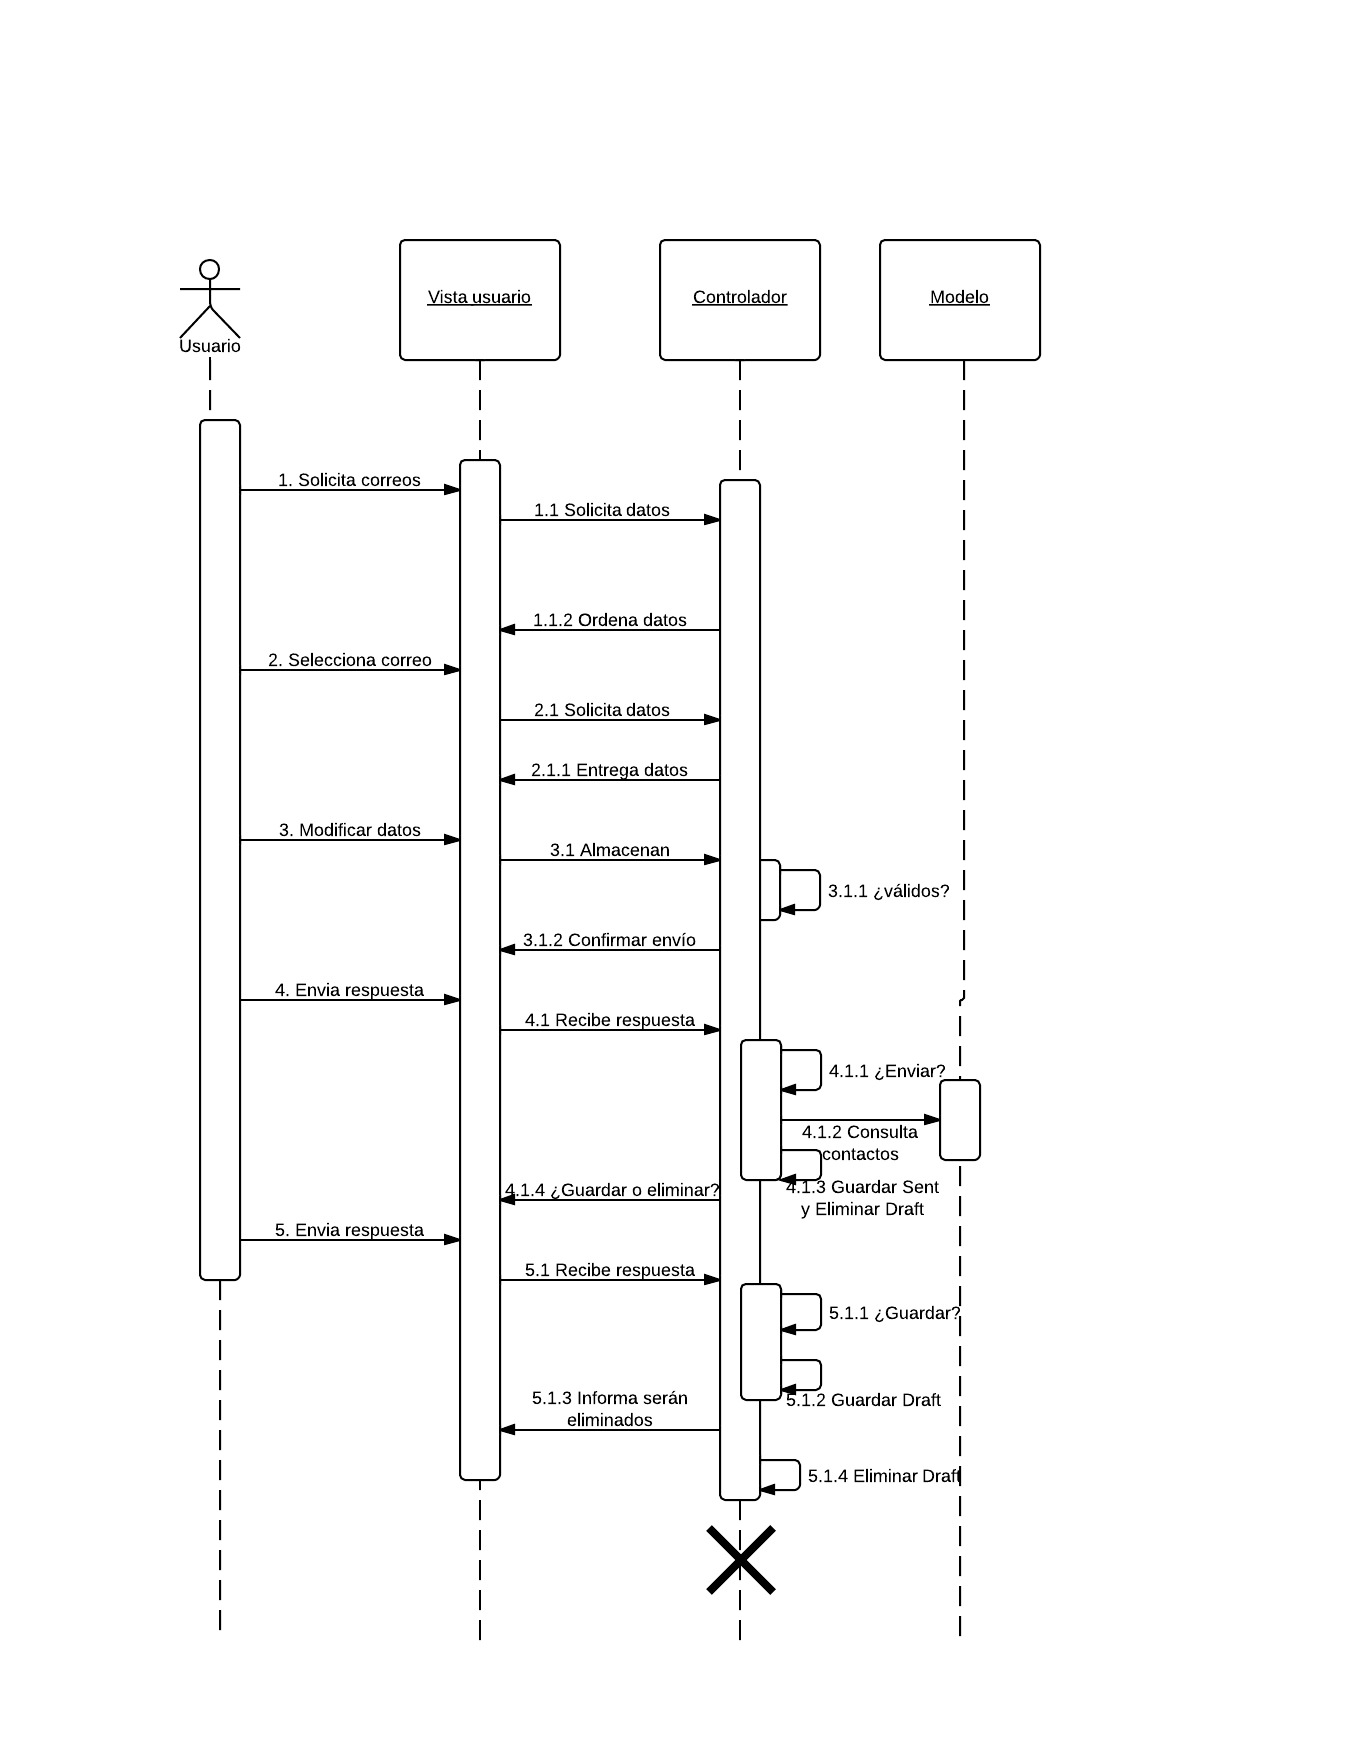 Vista usuario
Controlador
Modelo
Usuario
1. Solicita correos
1.1 Solicita datos
1.1.2 Ordena datos
2. Selecciona correo
2.1 Solicita datos
2.1.1 Entrega datos
3. Modificar datos
3.1 Almacenan
3.1.1 ¿válidos?
3.1.2 Confirmar envío
4. Envia respuesta
4.1 Recibe respuesta
4.1.1 ¿Enviar?
4.1.2 Consulta
contactos
4.1.3 Guardar Sent
y Eliminar Draft
4.1.4 ¿Guardar o eliminar?
5. Envia respuesta
5.1 Recibe respuesta
5.1.1 ¿Guardar?
5.1.2 Guardar Draft
5.1.3 Informa serán
eliminados
5.1.4 Eliminar Draft